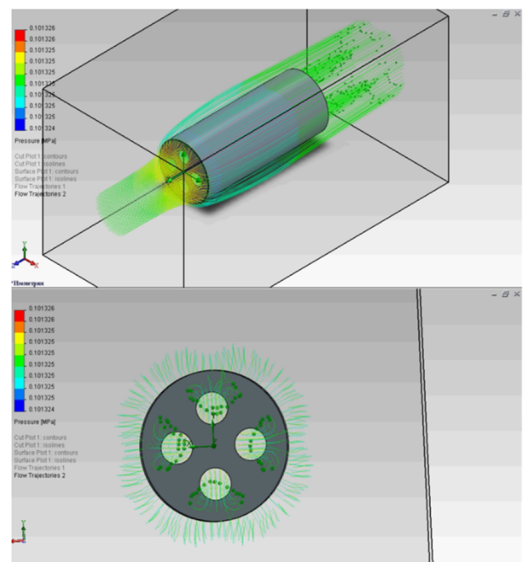 0.101326
0.101326
0.101325
0.101325
0.101325
0.101325
0.101325
0.101325
0.101324
Pressure [MPa]
Cut Plot 1: contours
Cut Plot 1: isolines
Surface Plot 1: contours
Surface Plot 1: isolines
Flow Trajectories 1
Flow Trajectories 2
*Изометрия
0.101326
0.101326
0.101325
0.101325
0.101325
0.101325
0.101325
0.101325
0.101324
Pressure [MPa]
Cut Plot 1: contours
Cut Plot 1: isolines
Surface Plot 1: contours
Surface Plot 1: isolines
Flow Trajectories 1
Flow Trajectories 2